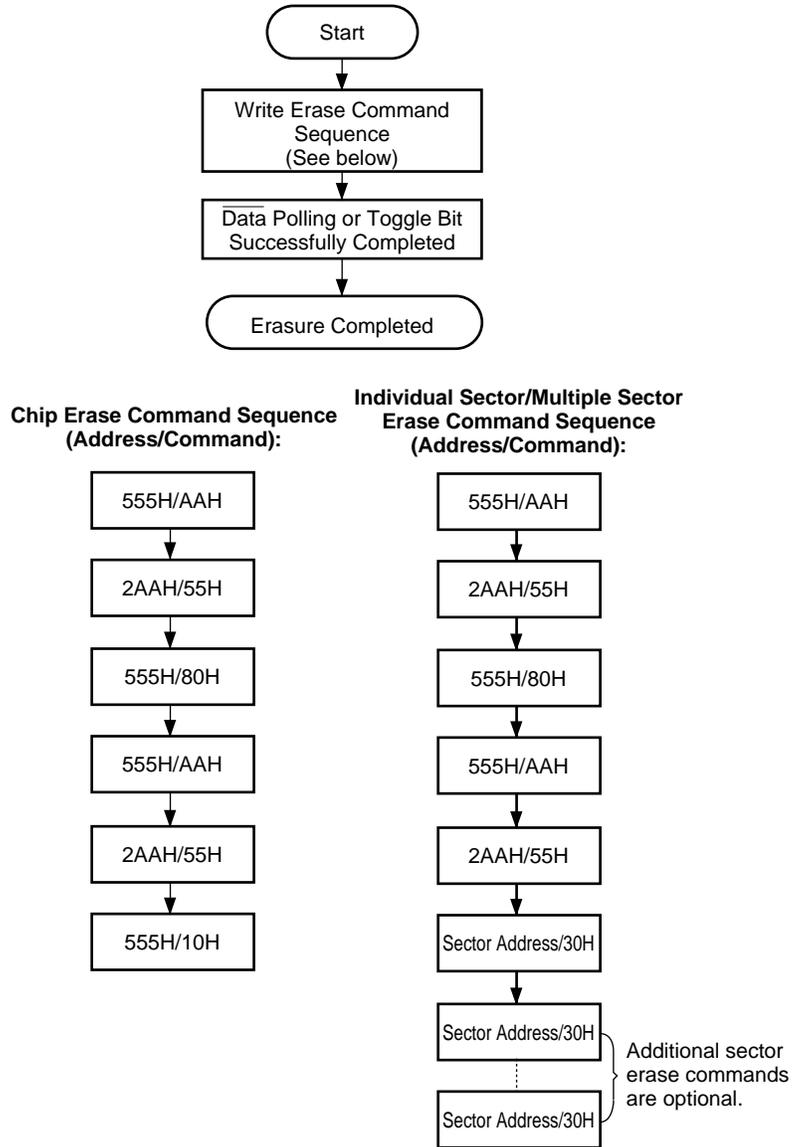 Start
Write Erase Command
Sequence
(See below)
Data Polling or Toggle Bit
Successfully Completed
Erasure Completed
Chip Erase Command Sequence
(Address/Command):
555H/AAH
2AAH/55H
555H/80H
555H/AAH
2AAH/55H
555H/10H
Individual Sector/Multiple Sector
Erase Command Sequence
(Address/Command):
555H/AAH
2AAH/55H
555H/80H
555H/AAH
2AAH/55H
Sector Address/30H
Sector Address/30H
Sector Address/30H
Additional sector
erase commands
are optional.